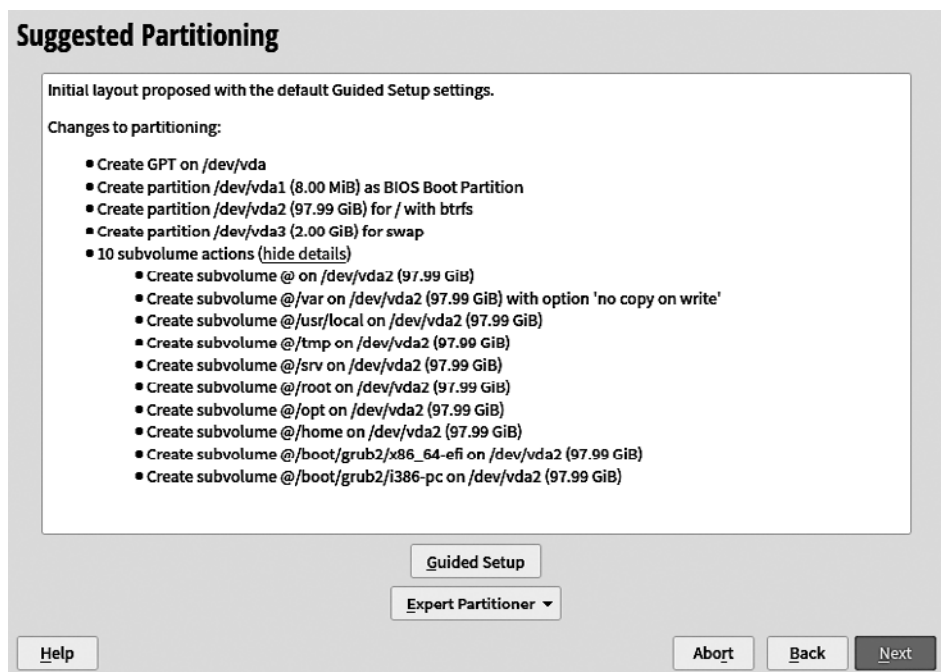 Suggested Partitioning
Initial layout proposed with the default Guided Setup settings.
Changes to partitioning:
• Create GPT on /dev/vda
• Create partition /dev/vda1 (8.00 MiB) as BIOS Boot Partition
• Create partition /dev/vda2 (97.99 GiB) for / with btrfs
• Create partition /dev/vda3 (2.00 GiB) for swap
• 10 subvolume actions (hide details)
• Create subvolume @ on /dev/vda2 (97.99 GiB)
• Create subvolume @/var on /dev/vda2 (97.99 GiB) with option 'no copy on write'
• Create subvolume @/usr/local on /dev/vda2 (97.99 GiB)
• Create subvolume @/tmp on /dev/vda2 (97.99 GiB)
• Create subvolume @/srv on /dev/vda2 (97.99 GiB)
• Create subvolume @/root on /dev/vda2 (97.99 GiB)
• Create subvolume @/opt on /dev/vda2 (97.99 GiB)
• Create subvolume @/home on /dev/vda2 (97.99 GiB)
• Create subvolume @/boot/grub2/x86_64-efi on /dev/vda2 (97.99 GiB)
• Create subvolume @/boot/grub2/i386-pc on /dev/vda2 (97.99 GiB)
Guided Setup
Expert Partitioner
Help
Abort
Back
Next